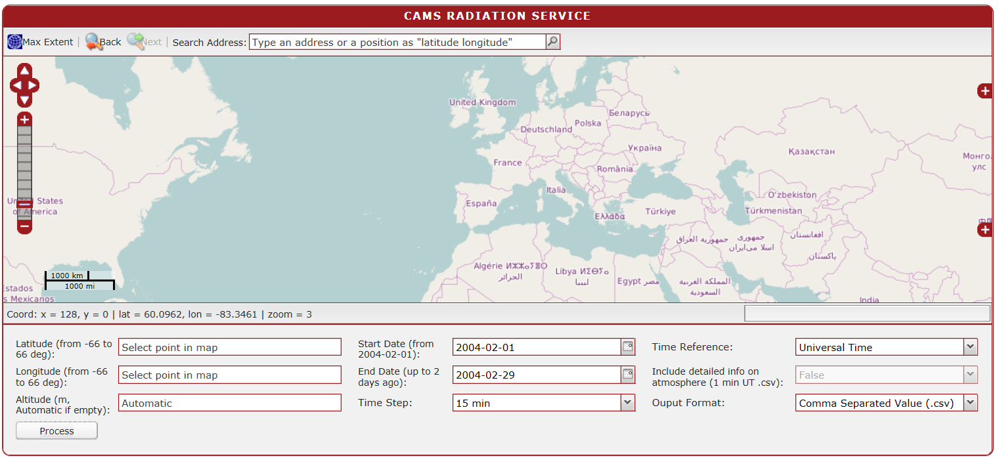 CAMS RADIATION SERVICE
Max Extent | Back Next | Search Address: Type an address or a position as "latitude longitude"
United Kingdom
Беларусь
Polska
Deutschland
Україна
Қазақстан
France
România
Монго
улс
Italia
O‘zbekiston
United States
of America
España
Türkiye
Türkmenistan
Ελλάδα
افغانستان
جمهورية العراق
جمهوری
اسلامی ایران
پاکستان
Algérie ⵍⵣⵣⴰⵢⴻⵔ
الجزائر
Libya ⵍⵉⴱⵢⴰ
ليبيا
Egypt مصر
المملكة العربية
السعودية
1000 km
1000 mi
Estados
s Mexicanos
India
Coord: x = 128, y = 0 | lat = 60.0962, lon = -83.3461 | zoom = 3
Latitude (from -66 to
66 deg):
Select point in map
Start Date (from
2004-02-01):
2004-02-01
Time Reference:
Universal Time
Longitude (from -66
to 66 deg):
Select point in map
End Date (up to 2
days ago):
2004-02-29
Include detailed info on
atmosphere (1 min UT .csv):
False
Altitude (m,
Automatic if empty):
Automatic
Time Step:
15 min
Ouput Format:
Comma Separated Value (.csv)
Process